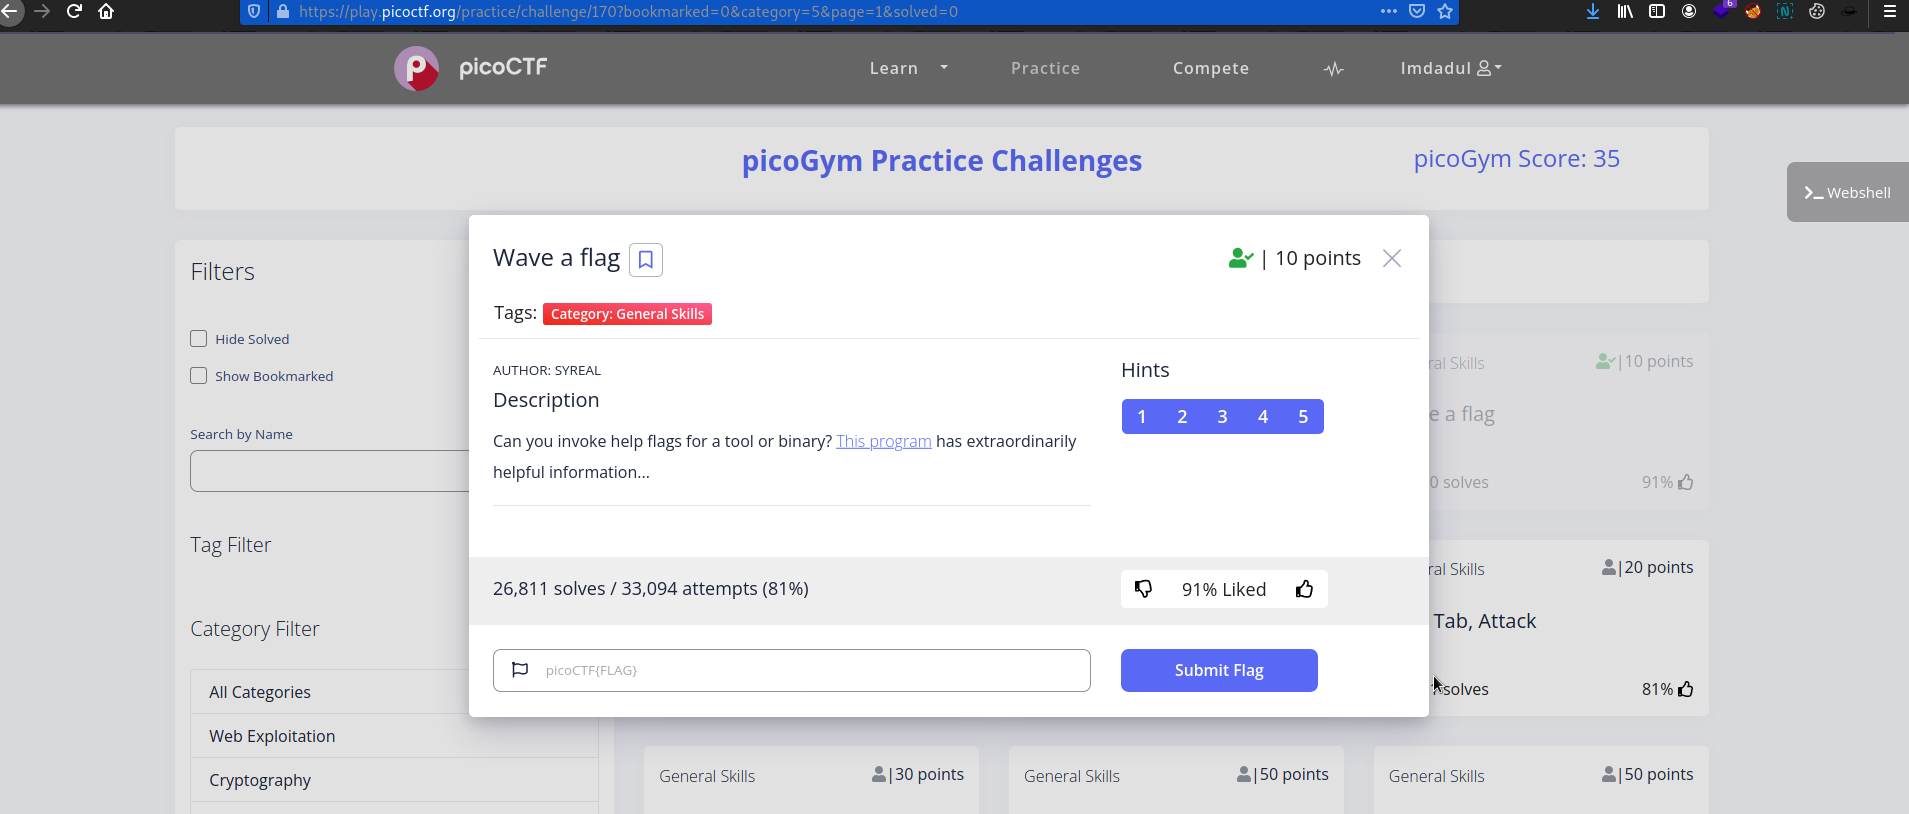 https://play.picoctf.org/practice/challenge/170?bookmarked=0&category=5&page=1&solved=0
6
picoCTF
Learn
Practice
Compete
Imdadul
picoGym Practice Challenges
picoGym Score: 35
Webshell
Filters
Hide Solved
Show Bookmarked
Search by Name
Tag Filter
Category Filter
All Categories
Web Exploitation
Cryptography
Wave a flag
| 10 points
Tags: Category: General Skills
AUTHOR: SYREAL
Description
Can you invoke help flags for a tool or binary? This program has extraordinarily
helpful information...
Hints
1 2 3 4 5
26,811 solves / 33,094 attempts (81%)
91% Liked
picoCTF{FLAG}
Submit Flag
ral Skills
|10 points
e a flag
0 solves
91%
ral Skills
|20 points
Tab, Attack
solves
81%
General Skills
|30 points
General Skills
|50 points
General Skills
|50 points